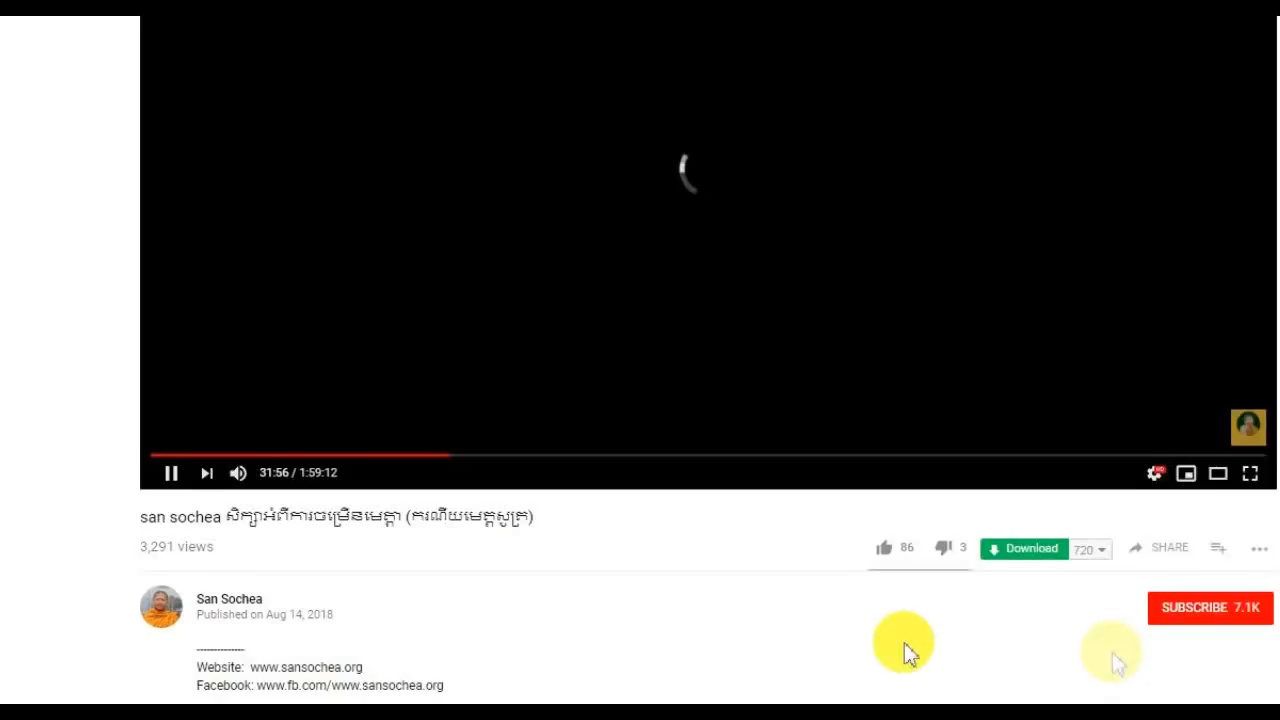 31:56 / 1:59:12
san sochea សិក្សាអំពីការចម្រើនមេត្តា (ករណីយមេត្តសូត្រ)
3,291 views
86 3 Download 720 SHARE
San Sochea
Published on Aug 14, 2018
SUBSCRIBE 7.1K
--------------
Website: www.sansochea.org
Facebook: www.fb.com/www.sansochea.org